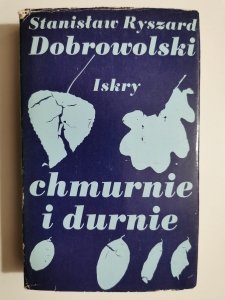 Stanisław Ryszard
Dobrowolski
Iskry
chmurnie
i durnie